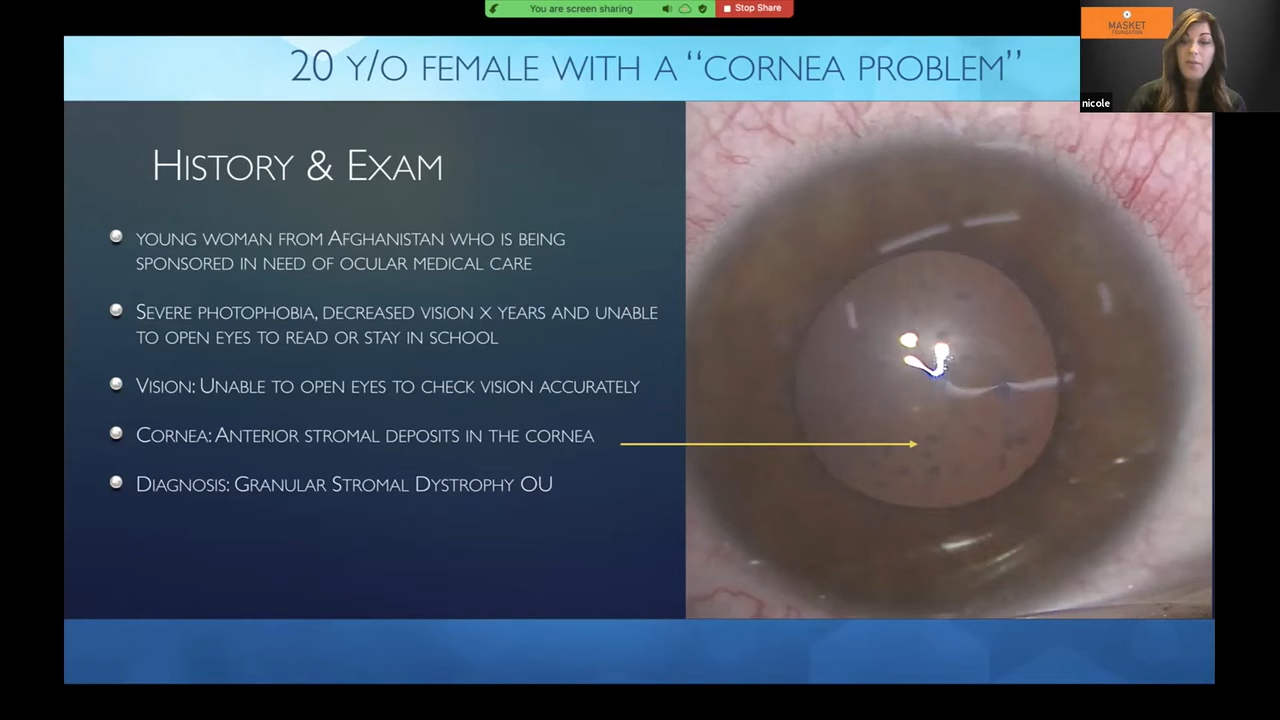 You are screen sharing
Stop Share
MASKET
FOUNDATION
nicole
20 Y/O FEMALE WITH A “CORNEA PROBLEM”
HISTORY & EXAM
YOUNG WOMAN FROM AFGHANISTAN WHO IS BEING
SPONSORED IN NEED OF OCULAR MEDICAL CARE
SEVERE PHOTOPHOBIA, DECREASED VISION X YEARS AND UNABLE
TO OPEN EYES TO READ OR STAY IN SCHOOL
VISION: UNABLE TO OPEN EYES TO CHECK VISION ACCURATELY
CORNEA: ANTERIOR STROMAL DEPOSITS IN THE CORNEA
DIAGNOSIS: GRANULAR STROMAL DYSTROPHY OU